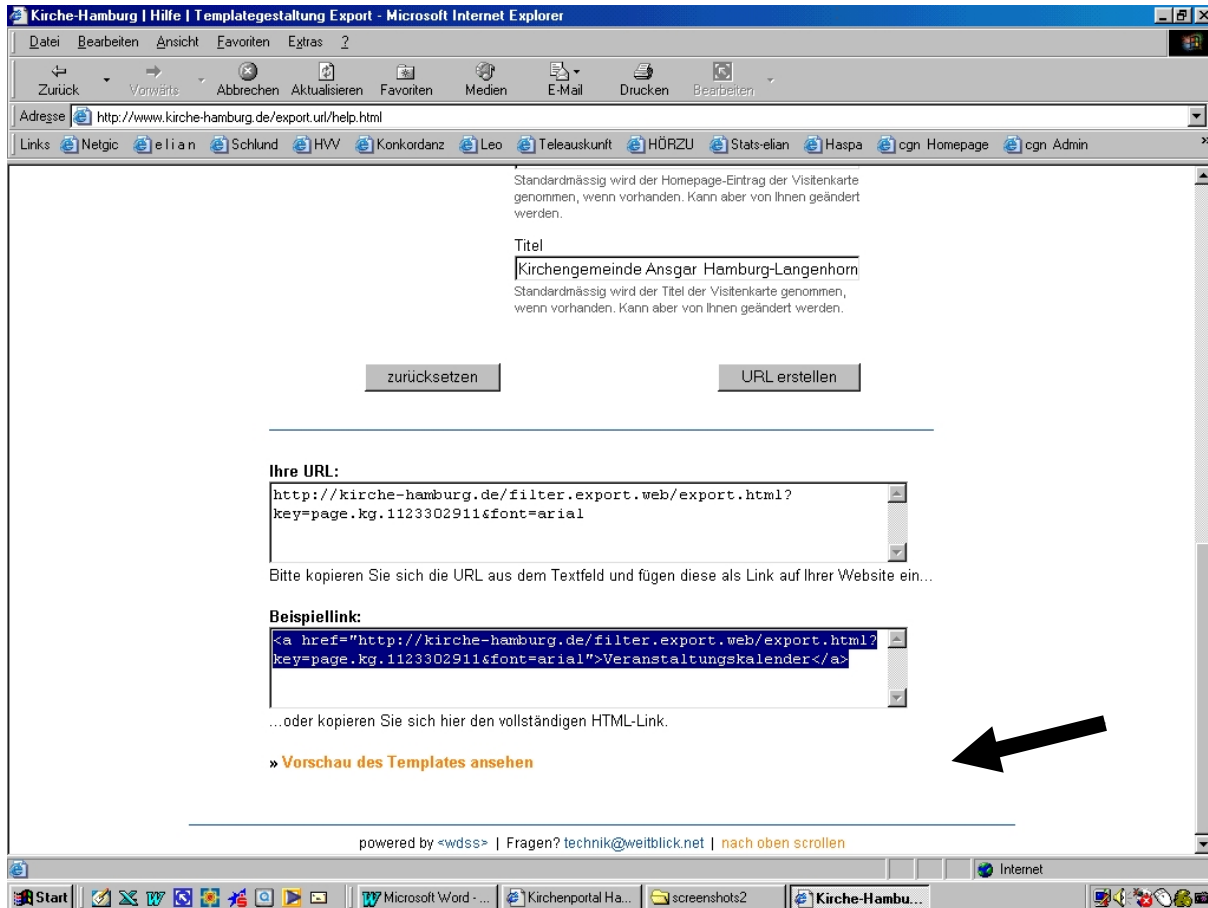 Kirche-Hamburg | Hilfe | Templategestaltung Export - Microsoft Internet Explorer
Datei Bearbeiten Ansicht Favoriten Extras ?
Zurück Vorwärts Abbrechen Aktualisieren Favoriten Medien E-Mail Drucken Bearbeiten
Adresse http://www.kirche-hamburg.de/export.url/help.html
Links Netgic e l i a n Schlund HVV Konkordanz Leo Teleauskunft HÖRZU Stats-elian Haspa cgn Homepage cgn Admin »
Standardmässig wird der Homepage-Eintrag der Visitenkarte
genommen, wenn vorhanden. Kann aber von Ihnen geändert
werden.
Titel
Kirchengemeinde Ansgar Hamburg-Langenhorn
Standardmässig wird der Titel der Visitenkarte genommen,
wenn vorhanden. Kann aber von Ihnen geändert werden.
zurücksetzen URL erstellen
Ihre URL:
http://kirche-hamburg.de/filter.export.web/export.html?
key=page.kg.1123302911&font=arial
Bitte kopieren Sie sich die URL aus dem Textfeld und fügen diese als Link auf Ihrer Website ein...
Beispiellink:
<a href="http://kirche-hamburg.de/filter.export.web/export.html?
key=page.kg.1123302911&font=arial">Veranstaltungskalender</a>
...oder kopieren Sie sich hier den vollständigen HTML-Link.
» Vorschau des Templates ansehen
powered by <wdss> | Fragen? technik@weitblick.net | nach oben scrollen
Internet
Start Microsoft Word - ... Kirchenportal Ha... screenshots2 Kirche-Hambu...